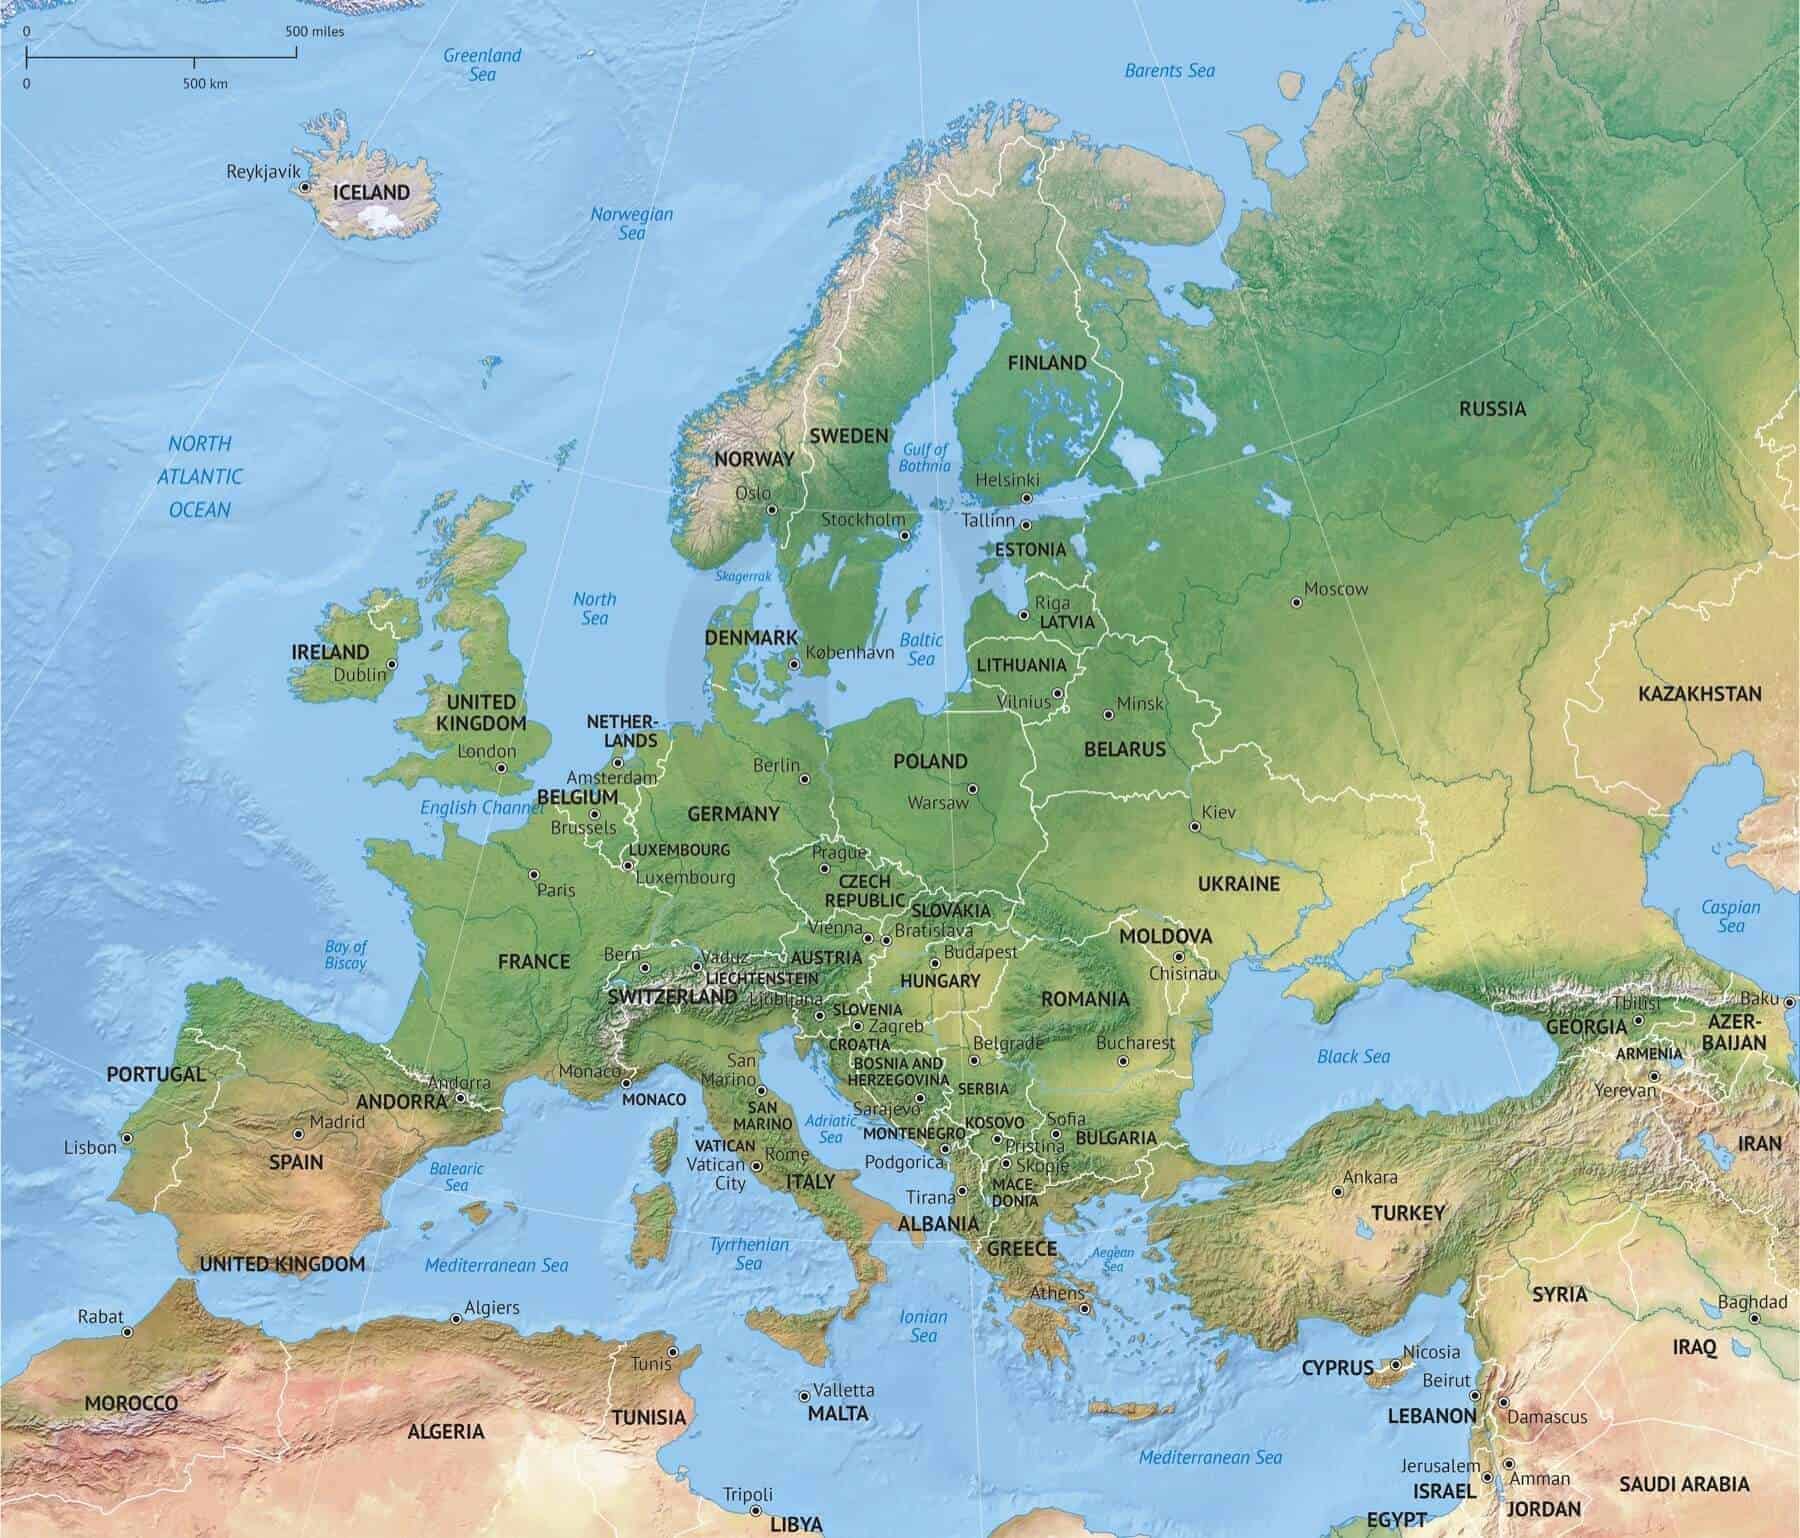 0
500 miles
0
500 km
Greenland
Sea
Barents Sea
Reykjavík
ICELAND
Norwegian
Sea
FINLAND
RUSSIA
NORTH
ATLANTIC
OCEAN
SWEDEN
NORWAY
Gulf of
Bothnia
Helsinki
Oslo
Stockholm
Tallinn
ESTONIA
Skagerrak
North
Sea
Moscow
Riga
LATVIA
IRELAND
Dublin
DENMARK
København
Baltic
Sea
LITHUANIA
Vilnius
KAZAKHSTAN
UNITED
KINGDOM
London
NETHER-
LANDS
Amsterdam
Minsk
BELARUS
Berlin
POLAND
Warsaw
English Channel
BELGIUM
Brussels
GERMANY
Kiev
LUXEMBOURG
Luxembourg
Paris
Prague
CZECH
REPUBLIC
UKRAINE
SLOVAKIA
Caspian
Sea
Bay of
Biscay
FRANCE
Bern
Vaduz
LIECHTENSTEIN
SWITZERLAND
Vienna
Bratislava
AUSTRIA
Budapest
HUNGARY
MOLDOVA
Chisinau
Ljubljana
SLOVENIA
Zagreb
CROATIA
ROMANIA
Tbilisi
GEORGIA
Baku
AZER-
BAIJAN
ARMENIA
Yerevan
Black Sea
Belgrade
Bucharest
BOSNIA AND
HERZEGOVINA
SERBIA
Sarajevo
PORTUGAL
Andorra
ANDORRA
Monaco
MONACO
San
Marino
SAN
MARINO
Adriatic
Sea
MONTENEGRO
Podgorica
KOSOVO
Pristina
Sofia
BULGARIA
Skopje
MACE-
DONIA
Lisbon
Madrid
SPAIN
Balearic
Sea
VATICAN
Vatican
City
Rome
ITALY
Tirana
ALBANIA
GREECE
Ankara
TURKEY
IRAN
UNITED KINGDOM
Mediterranean Sea
Tyrrhenian
Sea
Aegean
Sea
Athens
Ionian
Sea
SYRIA
Baghdad
IRAQ
Rabat
Algiers
Tunis
Nicosia
CYPRUS
Beirut
LEBANON
Damascus
MOROCCO
ALGERIA
TUNISIA
Valletta
MALTA
Mediterranean Sea
Jerusalem
ISRAEL
Amman
JORDAN
SAUDI ARABIA
Tripoli
LIBYA
EGYPT